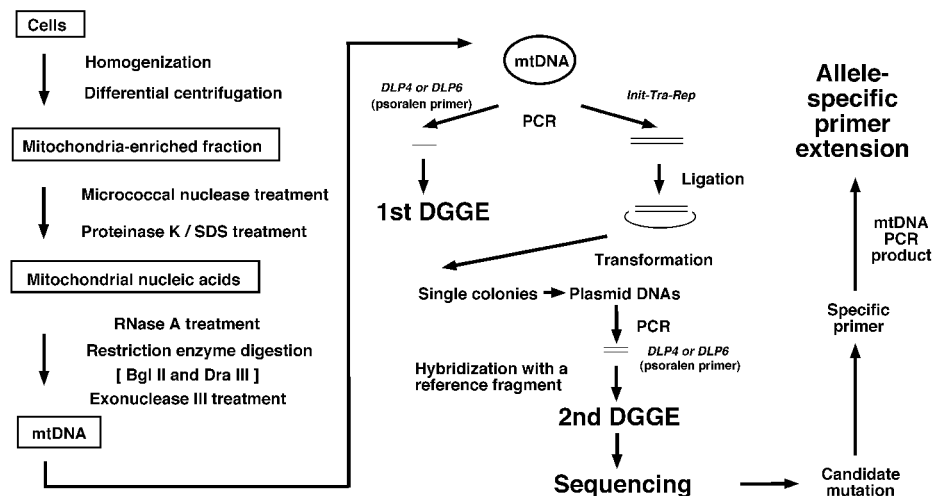 Cells
Homogenization
Differential centrifugation
Mitochondria-enriched fraction
Micrococcal nuclease treatment
Proteinase K / SDS treatment
Mitochondrial nucleic acids
RNase A treatment
Restriction enzyme digestion
[ Bgl II and Dra III ]
Exonuclease III treatment
mtDNA
mtDNA
DLP4 or DLP6
(psoralen primer)
PCR
Init-Tra-Rep
1st DGGE
Ligation
Transformation
Single colonies
Plasmid DNAs
PCR
DLP4 or DLP6
(psoralen primer)
Hybridization with a
reference fragment
2nd DGGE
Sequencing
Candidate
mutation
Specific
primer
mtDNA
PCR
product
Allele-
specific
primer
extension